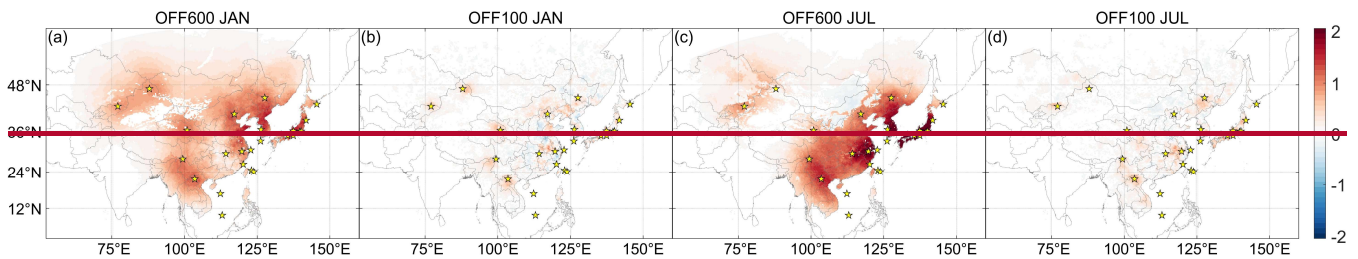 OFF600 JAN OFF100 JAN OFF600 JUL OFF100 JUL
(a) (b) (c) (d) 2
48°N 1
36°N 0
24°N -1
12°N -2
75°E 100°E 125°E 150°E 75°E 100°E 125°E 150°E 75°E 100°E 125°E 150°E 75°E 100°E 125°E 150°E